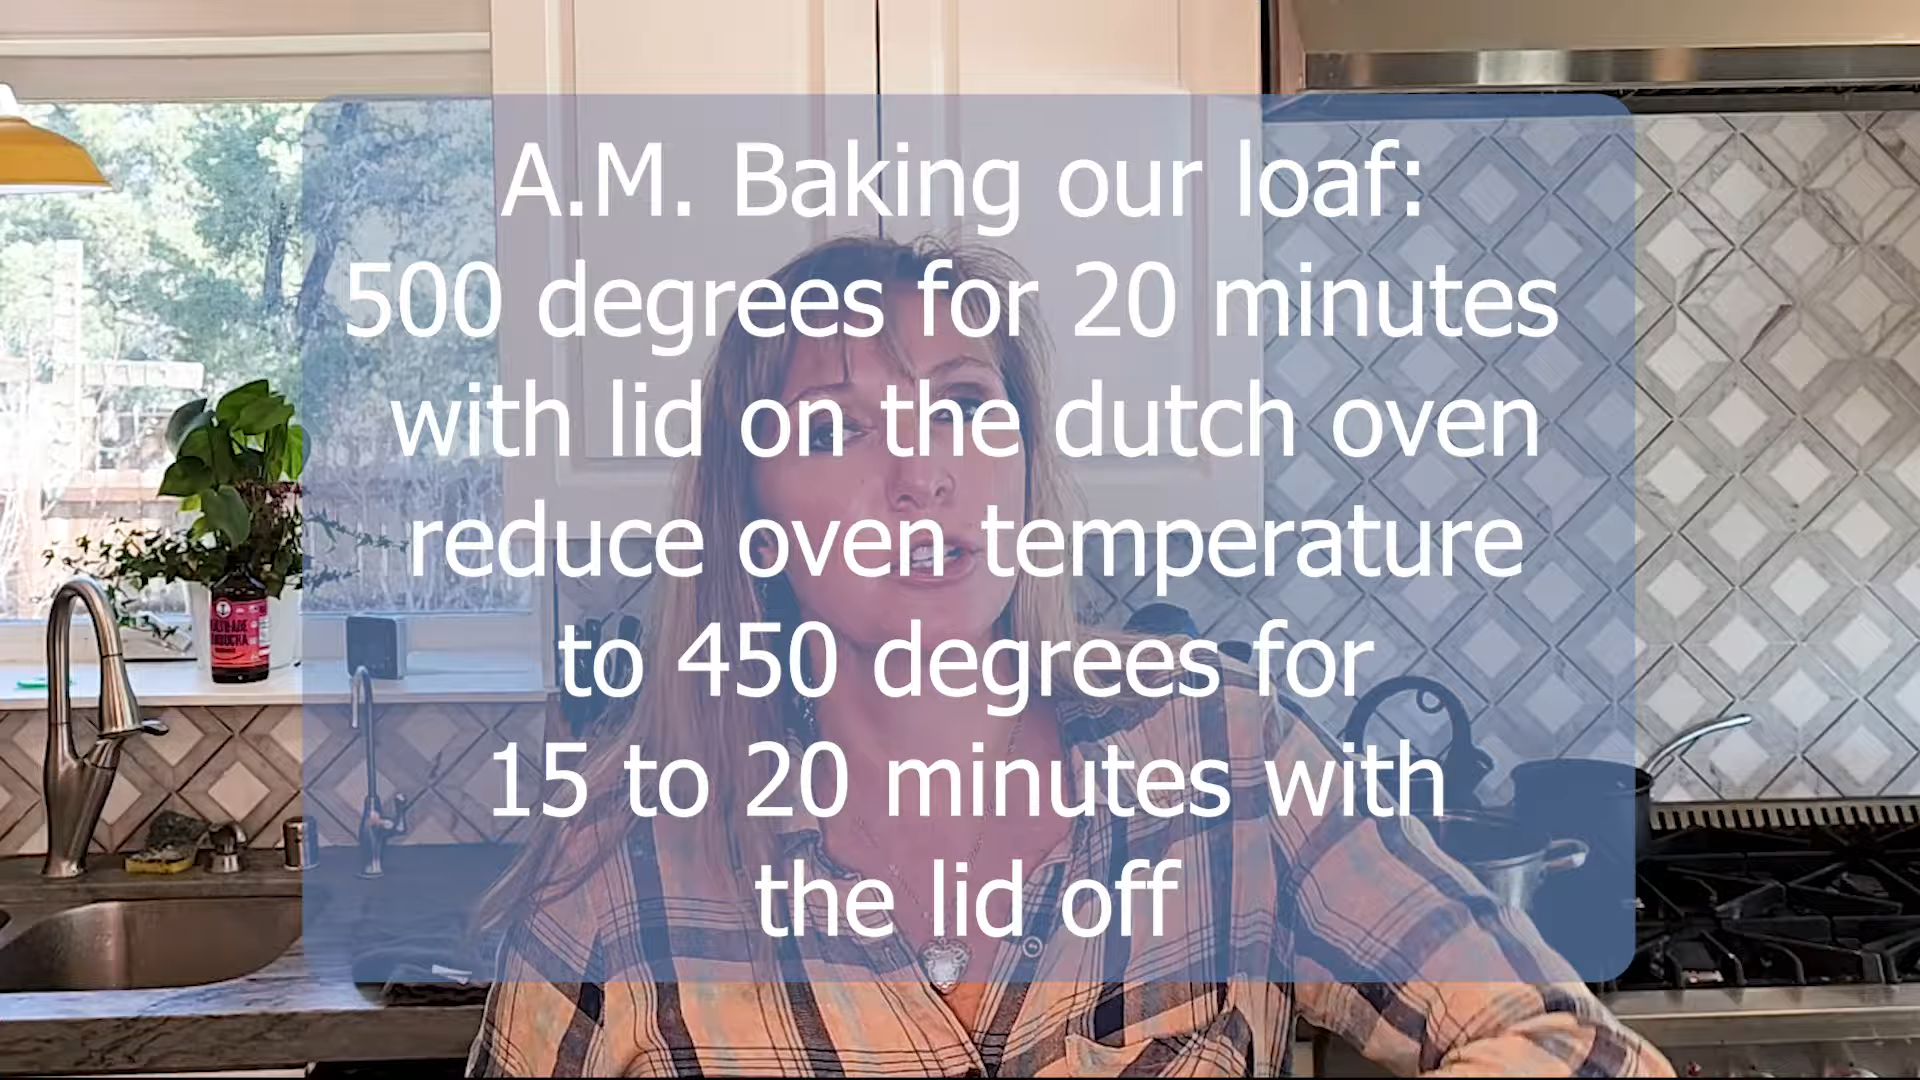 A.M. Baking our loaf:
500 degrees for 20 minutes
with lid on the dutch oven
reduce oven temperature
to 450 degrees for
15 to 20 minutes with
the lid off